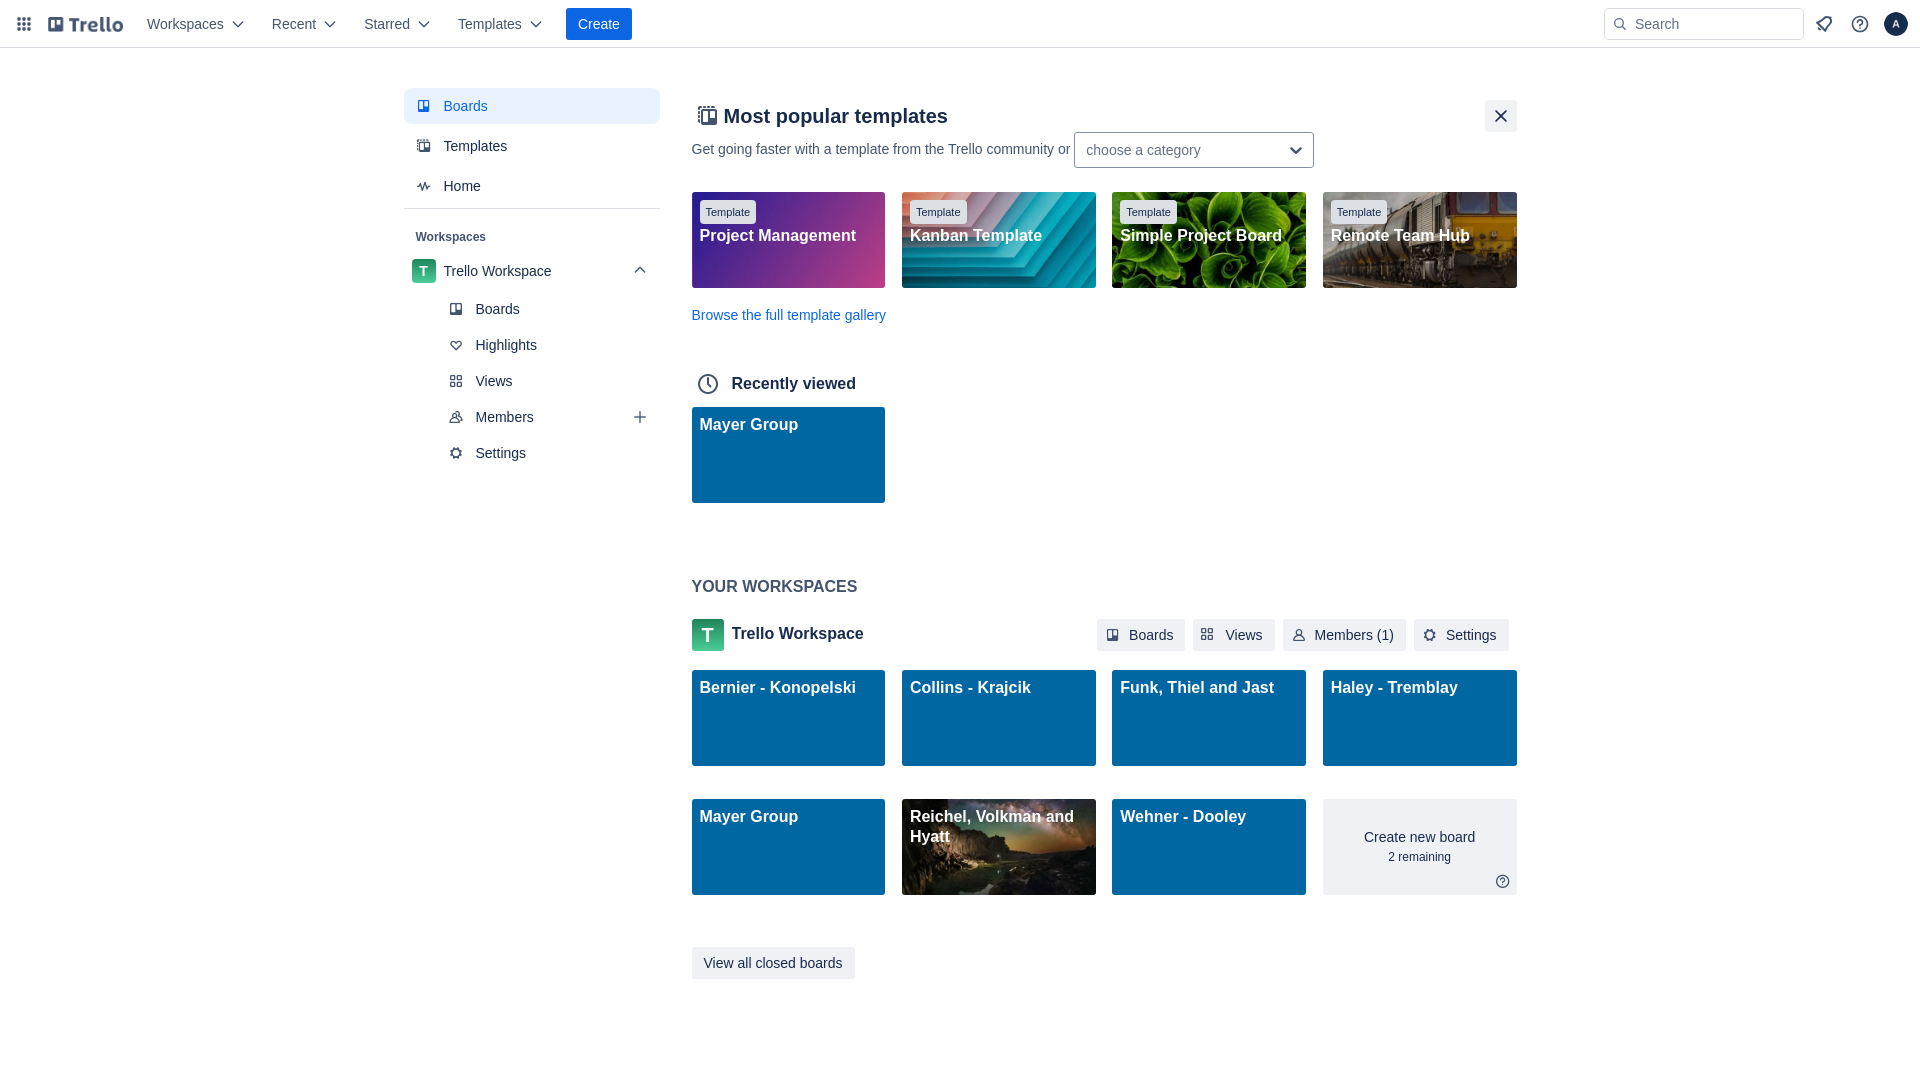 Trello
Workspaces
Recent
Starred
Templates
Create
Search
A
Boards
Templates
Home
Workspaces
T
Trello Workspace
Boards
Highlights
Views
Members
Settings
Most popular templates
Get going faster with a template from the Trello community or
choose a category
Template
Project Management
Template
Kanban Template
Template
Simple Project Board
Template
Remote Team Hub
Browse the full template gallery
Recently viewed
Mayer Group
YOUR WORKSPACES
T
Trello Workspace
Boards
Views
Members (1)
Settings
Bernier - Konopelski
Collins - Krajcik
Funk, Thiel and Jast
Haley - Tremblay
Mayer Group
Reichel, Volkman and
Hyatt
Wehner - Dooley
Create new board
2 remaining
View all closed boards